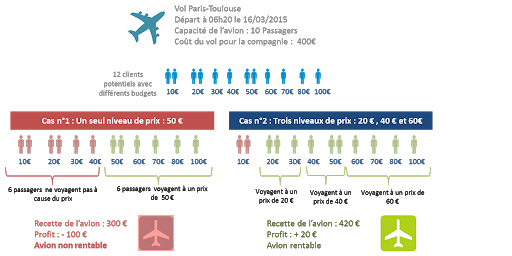 Vol Paris-Toulouse
Départ à 06h20 le 16/03/2015
Capacité de l'avion : 10 Passagers
Coût du vol pour la compagnie : 400€
12 clients
potentiels avec
différents budgets
10€ 20€ 30€ 40€ 50€ 60€ 70€ 80€ 100€
Cas n°1 : Un seul niveau de prix : 50 €
10€ 20€ 30€ 40€ 50€ 60€ 70€ 80€ 100€
6 passagers ne voyagent pas à
cause du prix
6 passagers voyagent à un prix
de 50 €
Recette de l'avion : 300 €
Profit : - 100 €
Avion non rentable
Cas n°2 : Trois niveaux de prix : 20 € , 40 € et 60€
10€ 20€ 30€ 40€ 50€ 60€ 70€ 80€ 100€
Voyagent à un
prix de 20 €
Voyagent à un
prix de 40 €
Voyagent à un prix de
60 €
Recette de l'avion : 420 €
Profit : + 20 €
Avion rentable